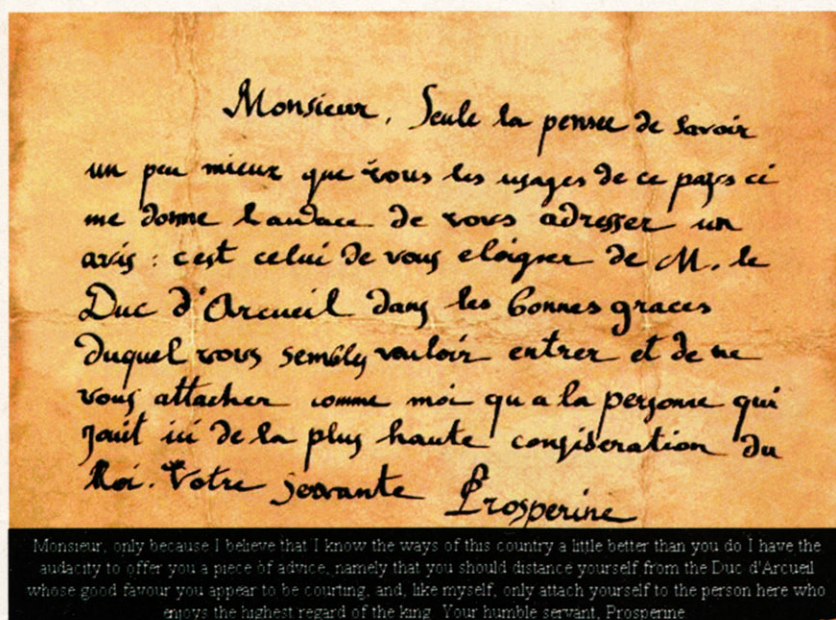 Monsieur, Seule la pensee de savoir
un peu mieux que vous les usages de ce pays ci
me donne l audace de vous adresser un
avis : c est celui de vous eloigner de M. le
Duc d'Arcueil dans les bonnes graces
duquel vous sembly vouloir entrer et de ne
vous attacher comme moi qu a la personne qui
jouit ici de la plus haute consideration du
Roi. Votre servante Prosperine
Monsieur, only because I believe that I know the ways of this country a little better than you do I have the
audacity to offer you a piece of advice, namely that you should distance yourself from the Duc d'Arcueil
whose good favour you appear to be courting, and, like myself, only attach yourself to the person here who
enjoys the highest regard of the king. Your humble servant, Prosperine